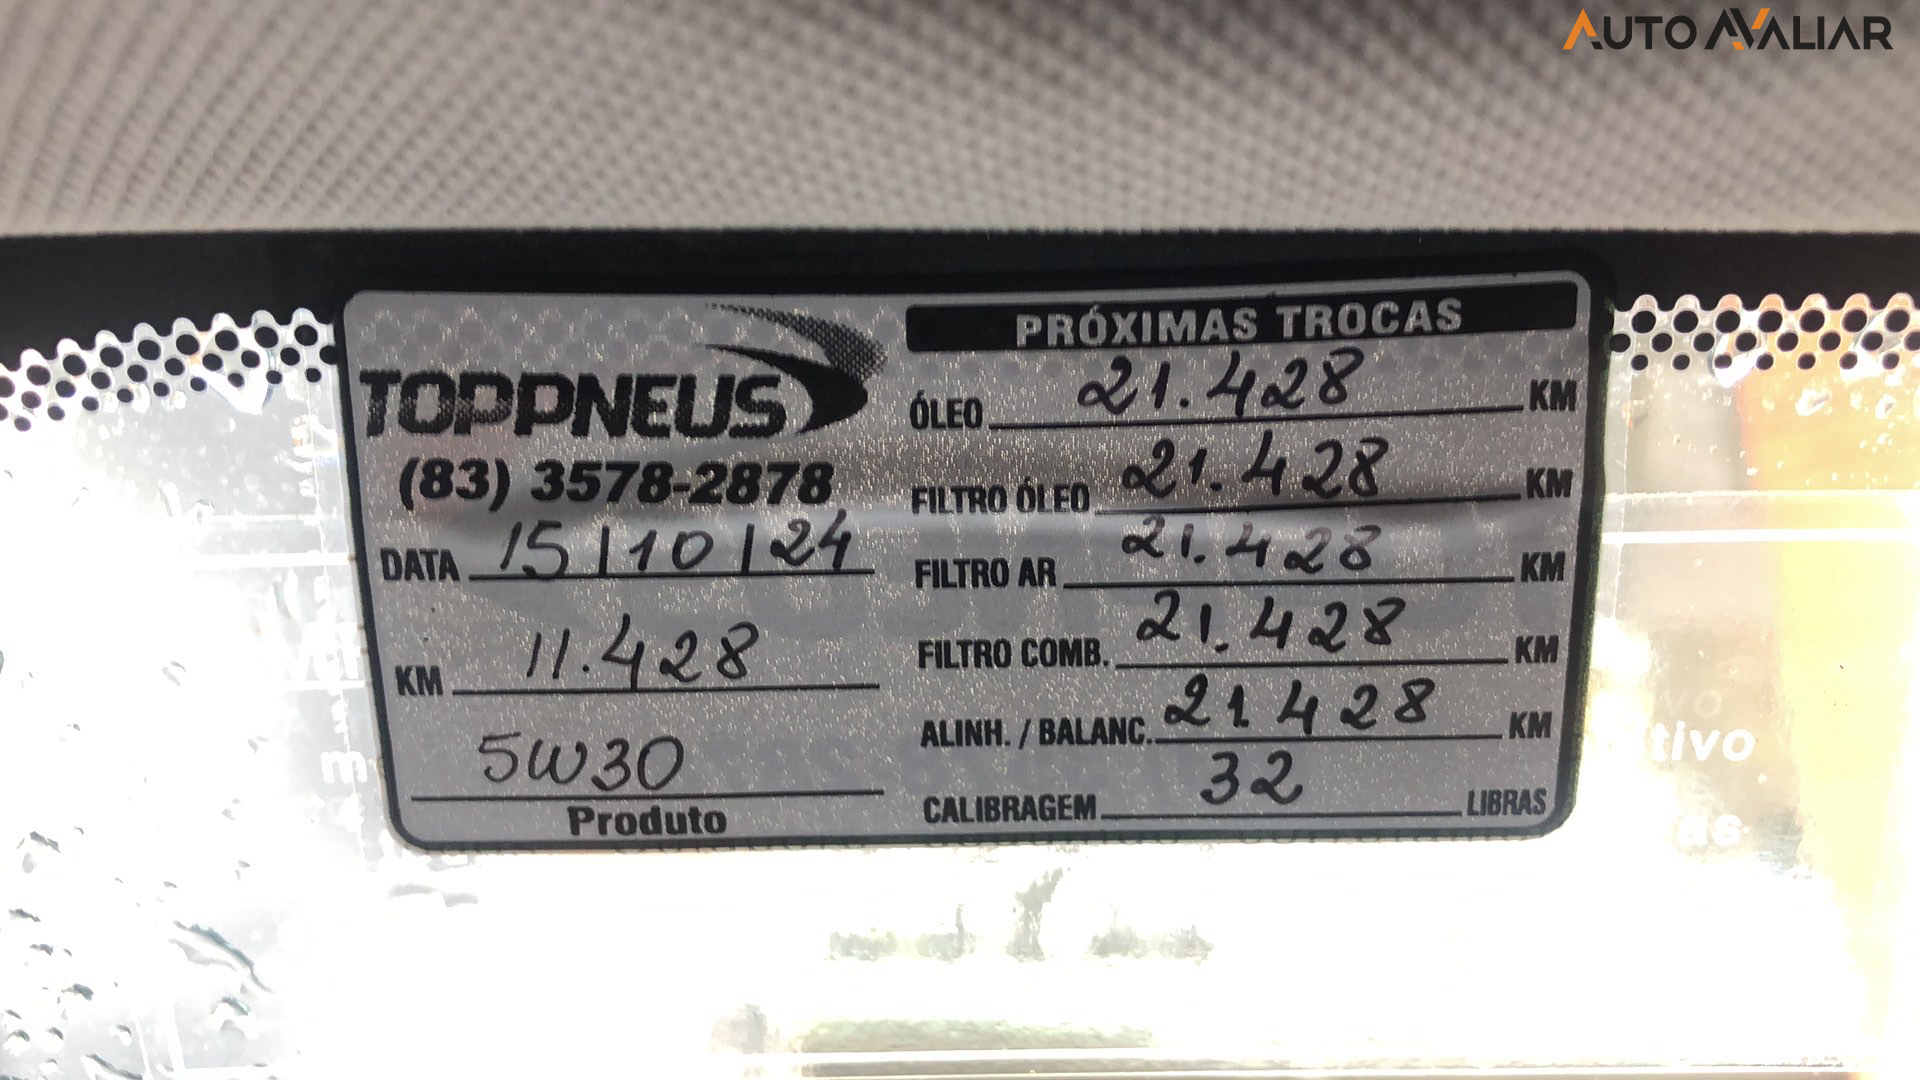 AUTO AVALIAR
TOPPNEUS
(83) 3578-2878
DATA 15/10/24
KM 11.428
5W30
Produto
PRÓXIMAS TROCAS
ÓLEO 21.428 KM
FILTRO ÓLEO 21.428 KM
FILTRO AR 21.428 KM
FILTRO COMB. 21.428 KM
ALINH. / BALANC. 21.428 KM
CALIBRAGEM 32 LIBRAS
tivo
as